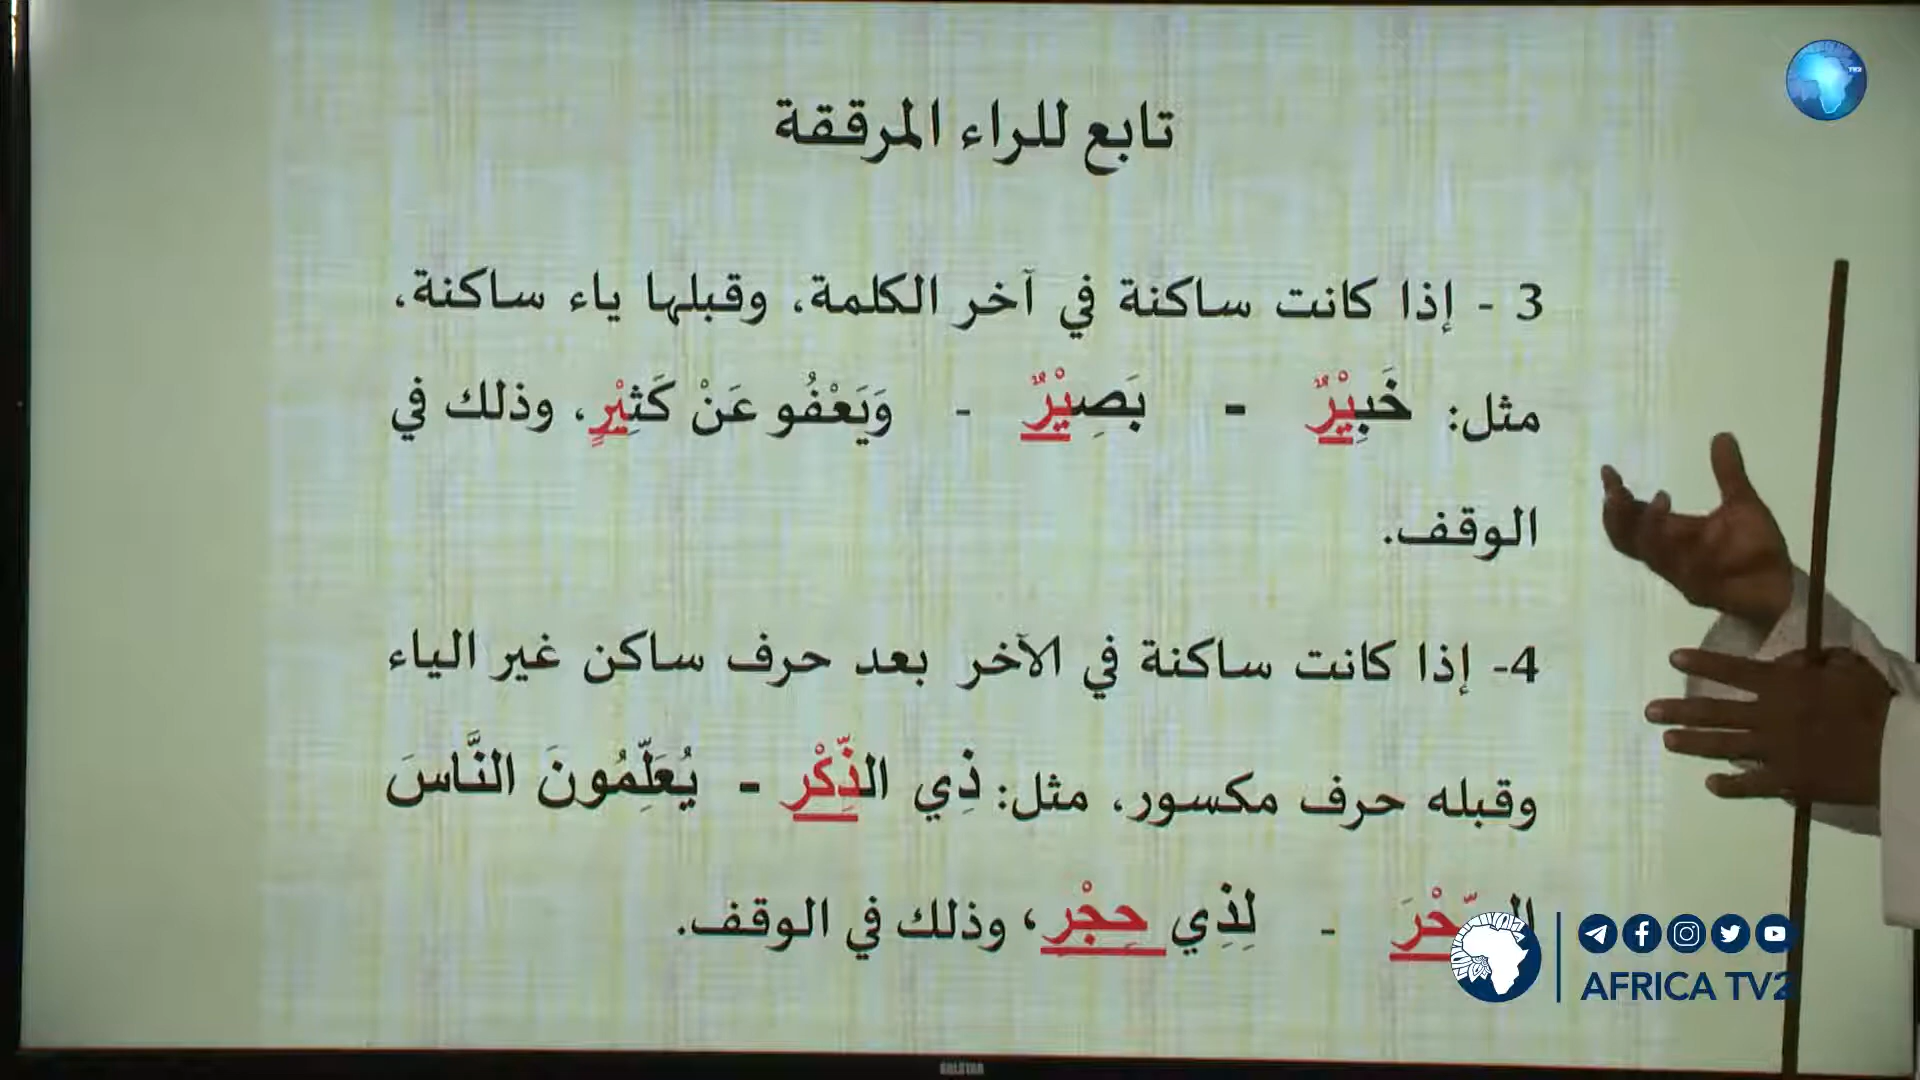 تابع للراء المرققة
3 - إذا كانت ساكنة في آخر الكلمة، وقبلها ياء ساكنة،
مثل: خَبِيْرٌ - بَصِيْرٌ - وَيَعْفُو عَنْ كَثِيْرٍ، وذلك في
الوقف.
4- إذا كانت ساكنة في الآخر بعد حرف ساكن غير الياء
وقبله حرف مكسور، مثل: ذِي الذِّكْر - يُعَلِّمُونَ النَّاسَ
لِذِي حِجْرٍ، وذلك في الوقف.
AFRICA TV2
TV2